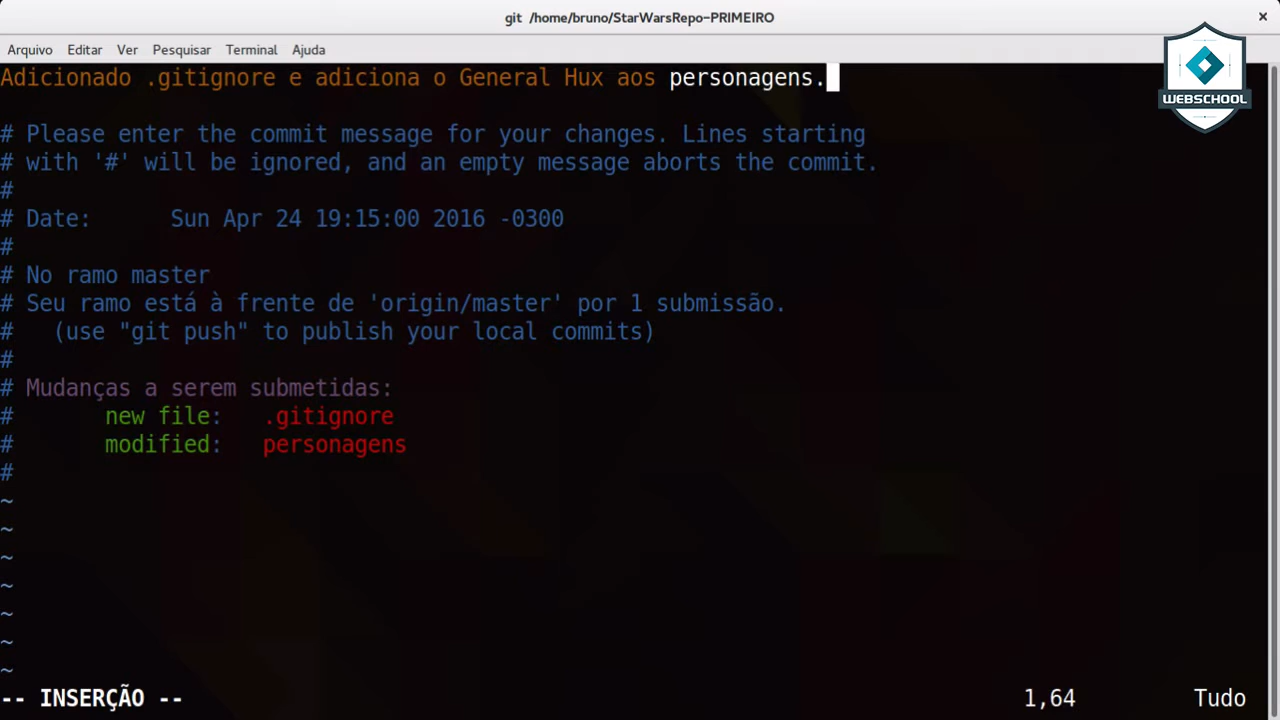 git /home/bruno/StarWarsRepo-PRIMEIRO ×
Arquivo Editar Ver Pesquisar Terminal Ajuda
WEBSCHOOL
Adicionado .gitignore e adiciona o General Hux aos personagens.
# Please enter the commit message for your changes. Lines starting
# with '#' will be ignored, and an empty message aborts the commit.
#
# Date:      Sun Apr 24 19:15:00 2016 -0300
#
# No ramo master
# Seu ramo está à frente de 'origin/master' por 1 submissão.
#   (use "git push" to publish your local commits)
#
# Mudanças a serem submetidas:
#       new file:   .gitignore
#       modified:   personagens
#
~
~
~
~
~
~
~
-- INSERÇÃO -- 1,64 Tudo